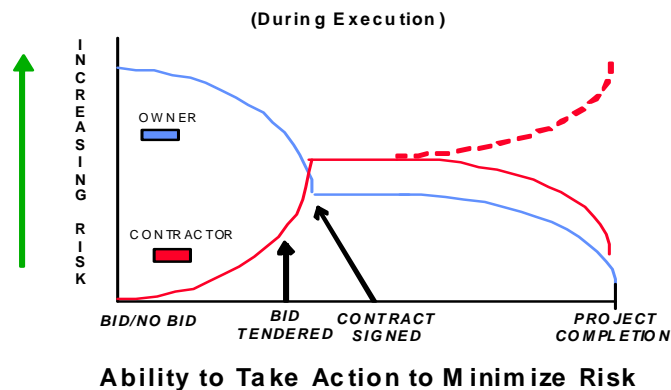 (During Execution)
INCREASING RISK
OWNER
CONTRACTOR
BID/NO BID
BID
TENDERED
CONTRACT
SIGNED
PROJECT
COMPLETION
Ability to Take Action to Minimize Risk